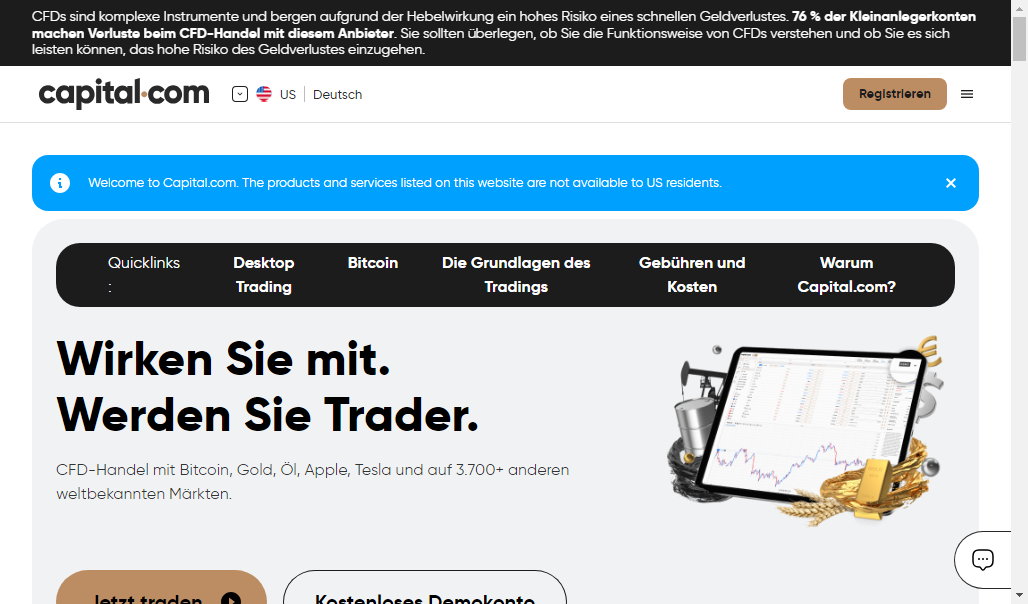 CFDs sind komplexe Instrumente und bergen aufgrund der Hebelwirkung ein hohes Risiko eines schnellen Geldverlustes. 76 % der Kleinanlegerkonten
machen Verluste beim CFD-Handel mit diesem Anbieter. Sie sollten überlegen, ob Sie die Funktionsweise von CFDs verstehen und ob Sie es sich
leisten können, das hohe Risiko des Geldverlustes einzugehen.
capital.com
US
Deutsch
Registrieren
Welcome to Capital.com. The products and services listed on this website are not available to US residents.
Quicklinks
:
Desktop
Trading
Bitcoin
Die Grundlagen des
Tradings
Gebühren und
Kosten
Warum
Capital.com?
Wirken Sie mit.
Werden Sie Trader.
CFD-Handel mit Bitcoin, Gold, Öl, Apple, Tesla und auf 3.700+ anderen
weltbekannten Märkten.
Jetzt traden
Kostenloses Demokonto